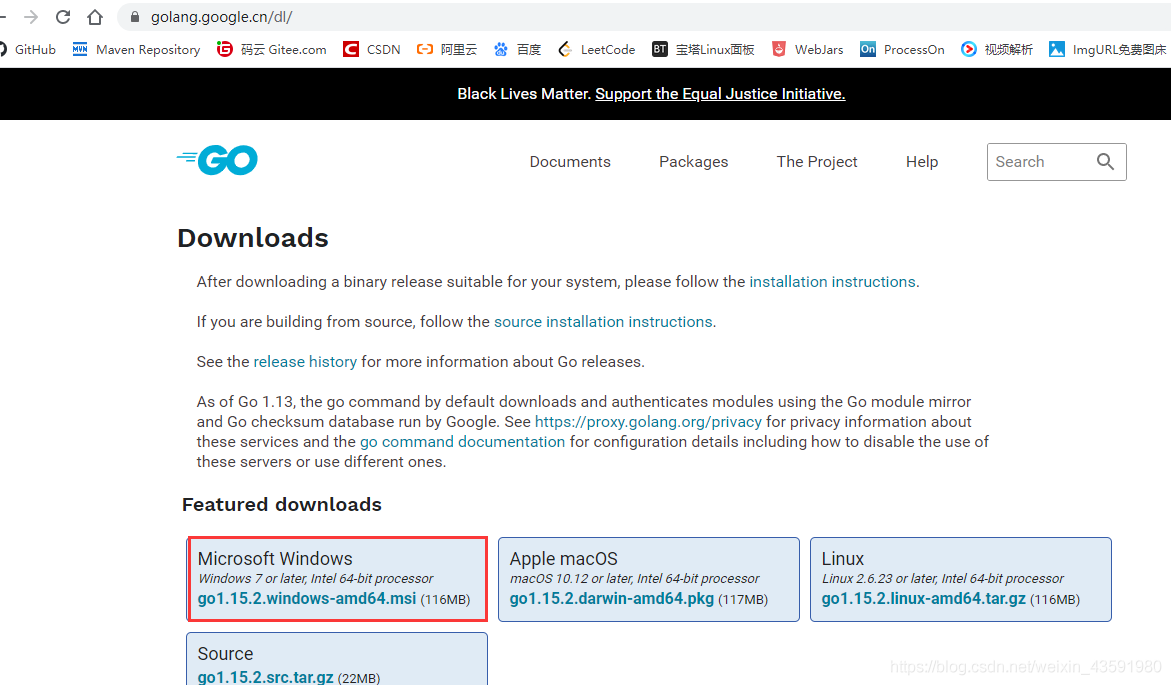 golang.google.cn/dl/
GitHub Maven Repository 码云 Gitee.com CSDN 阿里云 百度 LeetCode BT 宝塔Linux面板 WebJars On ProcessOn 视频解析 ImgURL免费图床
Black Lives Matter. Support the Equal Justice Initiative.
GO Documents Packages The Project Help Search
Downloads
After downloading a binary release suitable for your system, please follow the installation instructions.
If you are building from source, follow the source installation instructions.
See the release history for more information about Go releases.
As of Go 1.13, the go command by default downloads and authenticates modules using the Go module mirror
and Go checksum database run by Google. See https://proxy.golang.org/privacy for privacy information about
these services and the go command documentation for configuration details including how to disable the use of
these servers or use different ones.
Featured downloads
Microsoft Windows
Windows 7 or later, Intel 64-bit processor
go1.15.2.windows-amd64.msi (116MB)
Apple macOS
macOS 10.12 or later, Intel 64-bit processor
go1.15.2.darwin-amd64.pkg (117MB)
Linux
Linux 2.6.23 or later, Intel 64-bit processor
go1.15.2.linux-amd64.tar.gz (116MB)
Source
go1.15.2.src.tar.gz (22MB)
https://blog.csdn.net/weixin_43591980